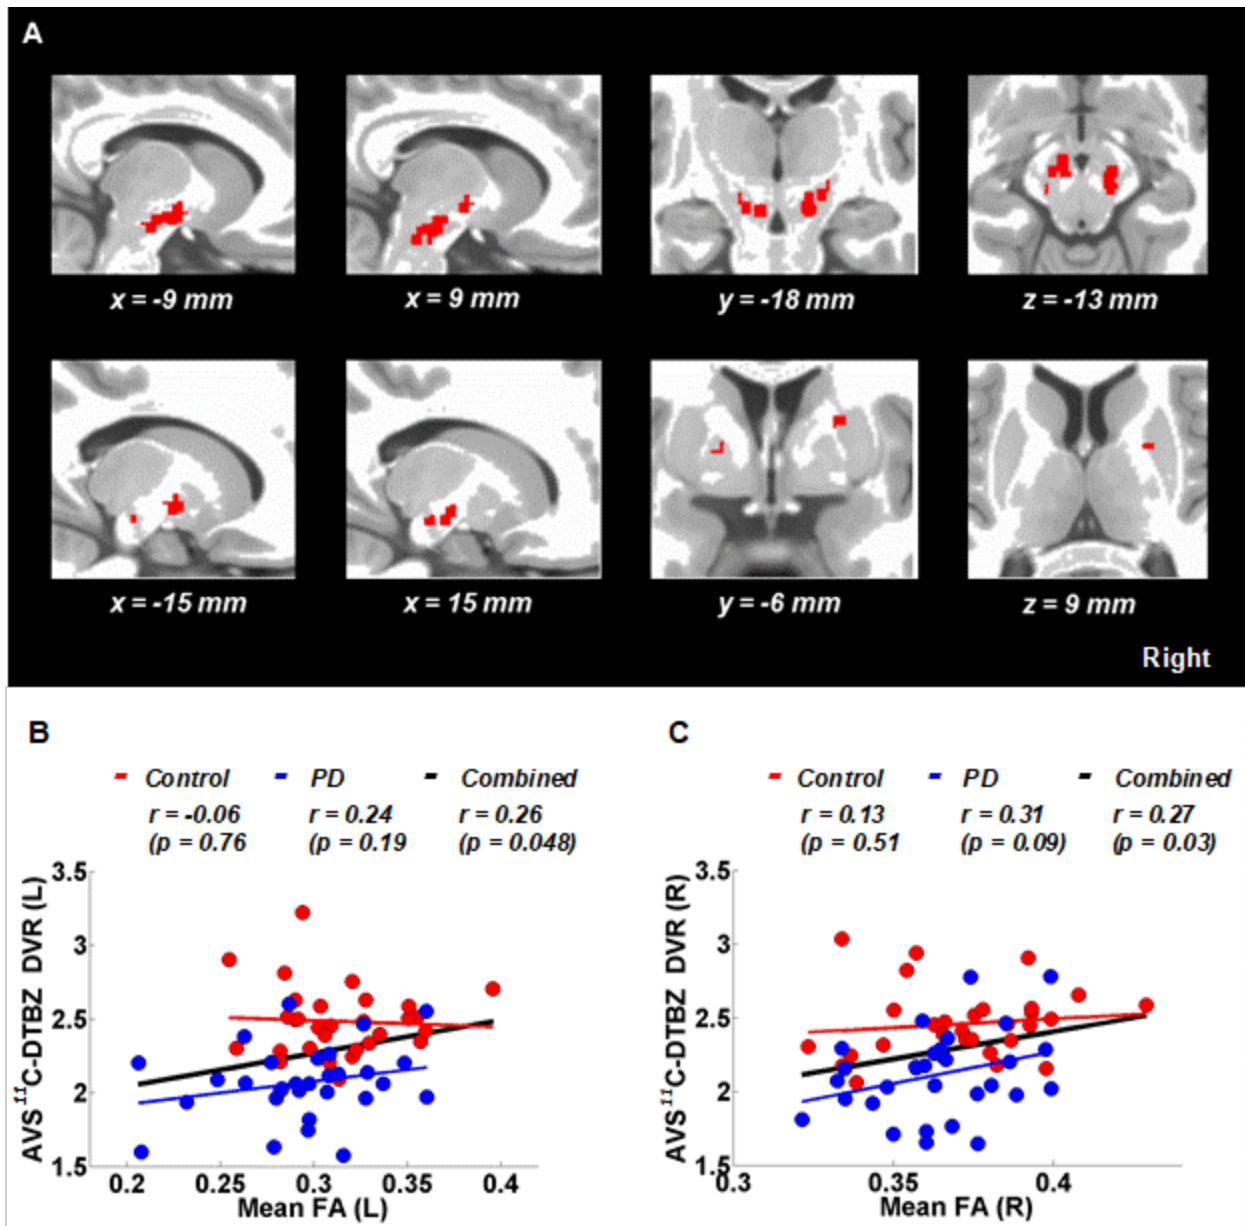 A
x = -9 mm
x = 9 mm
y = -18 mm
z = -13 mm
x = -15 mm
x = 15 mm
y = -6 mm
z = 9 mm
Right
B
Control PD Combined
r = -0.06 r = 0.24 r = 0.26
(p = 0.76 (p = 0.19 (p = 0.048)
3.5
3
2.5
2
1.5
AVS ¹¹C-DTBZ DVR (L)
0.2 0.25 0.3 0.35 0.4
Mean FA (L)
C
Control PD Combined
r = 0.13 r = 0.31 r = 0.27
(p = 0.51 (p = 0.09) (p = 0.03)
3.5
3
2.5
2
1.5
AVS ¹¹C-DTBZ DVR (R)
0.3 0.35 0.4
Mean FA (R)